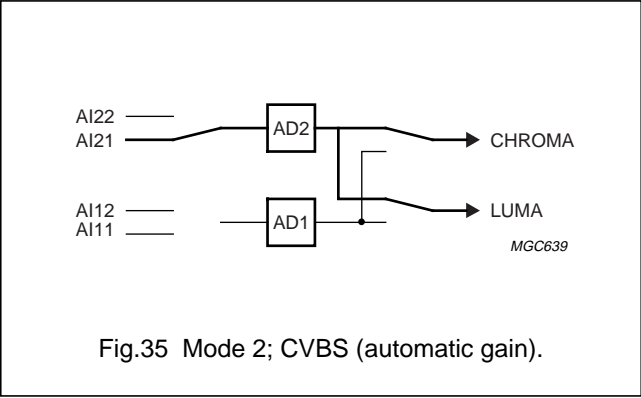 AI22
AI21
AD2
CHROMA
AI12
AI11
AD1
LUMA
MGC639
Fig.35 Mode 2; CVBS (automatic gain).